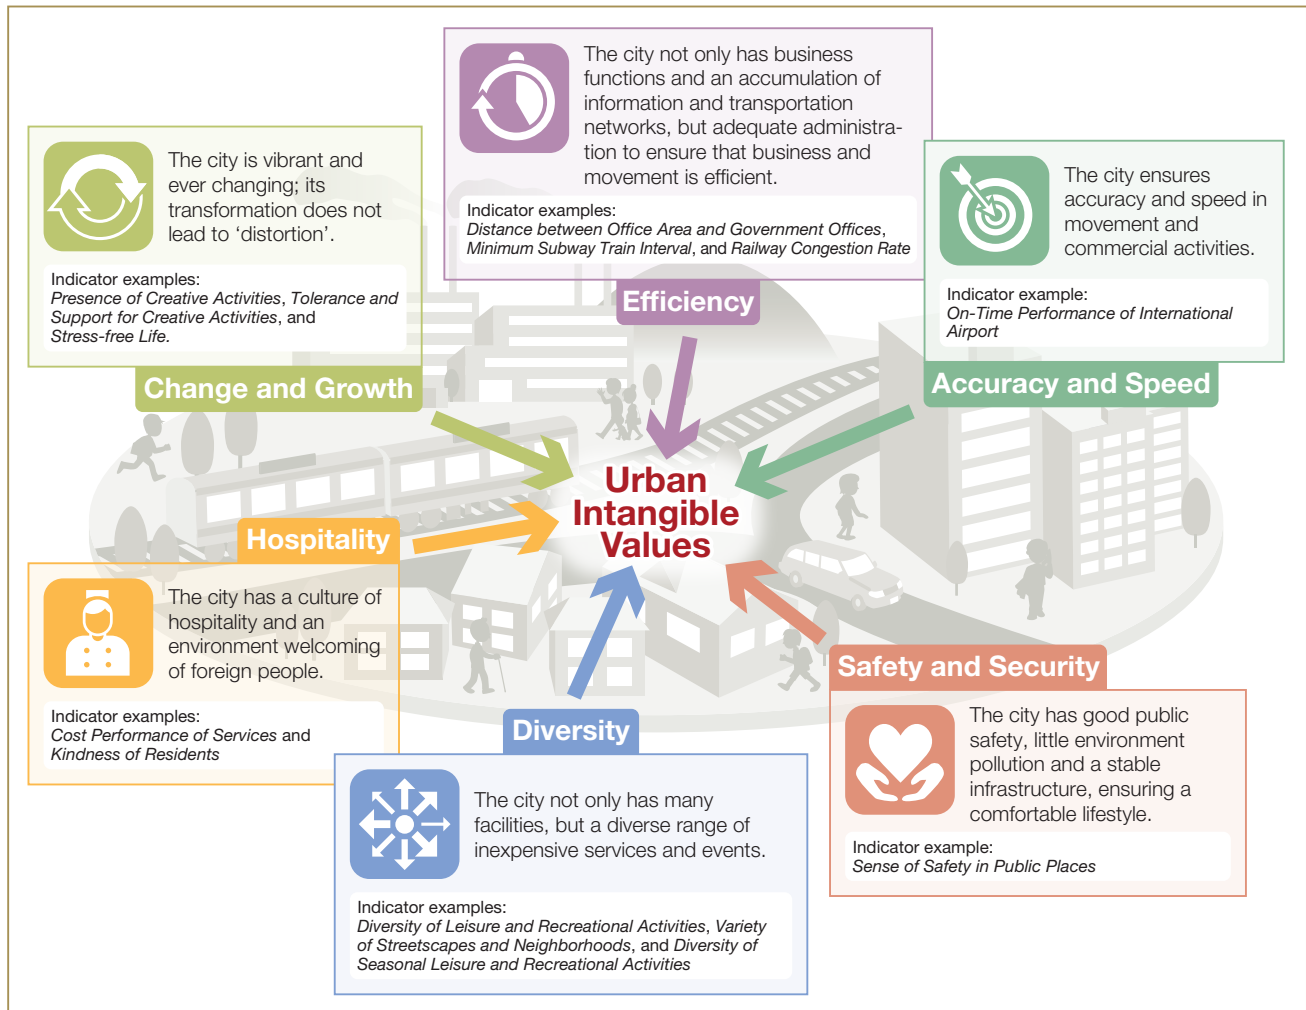 The city not only has business
functions and an accumulation of
information and transportation
networks, but adequate administra-
tion to ensure that business and
movement is efficient.
Indicator examples:
Distance between Office Area and Government Offices,
Minimum Subway Train Interval, and Railway Congestion Rate
Efficiency
The city is vibrant and
ever changing; its
transformation does not
lead to ‘distortion’.
Indicator examples:
Presence of Creative Activities, Tolerance and
Support for Creative Activities, and
Stress-free Life.
Change and Growth
The city ensures
accuracy and speed in
movement and
commercial activities.
Indicator example:
On-Time Performance of International
Airport
Accuracy and Speed
Urban
Intangible
Values
Hospitality
The city has a culture of
hospitality and an
environment welcoming
of foreign people.
Indicator examples:
Cost Performance of Services and
Kindness of Residents
Diversity
The city not only has many
facilities, but a diverse range of
inexpensive services and events.
Indicator examples:
Diversity of Leisure and Recreational Activities, Variety
of Streetscapes and Neighborhoods, and Diversity of
Seasonal Leisure and Recreational Activities
Safety and Security
The city has good public
safety, little environment
pollution and a stable
infrastructure, ensuring a
comfortable lifestyle.
Indicator example:
Sense of Safety in Public Places